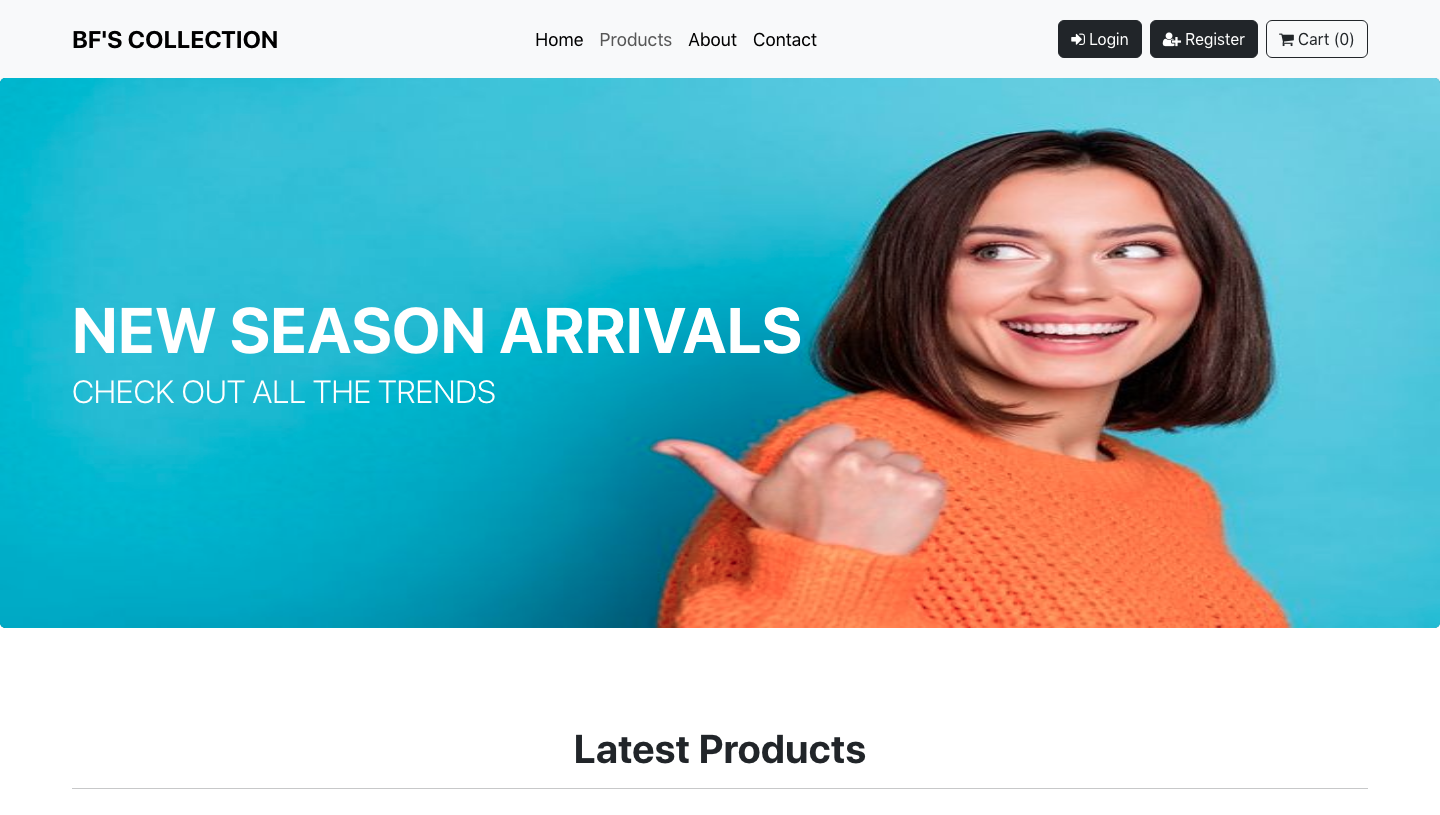 BF'S COLLECTION
Home Products About Contact
Login Register Cart (0)
NEW SEASON ARRIVALS
CHECK OUT ALL THE TRENDS
Latest Products